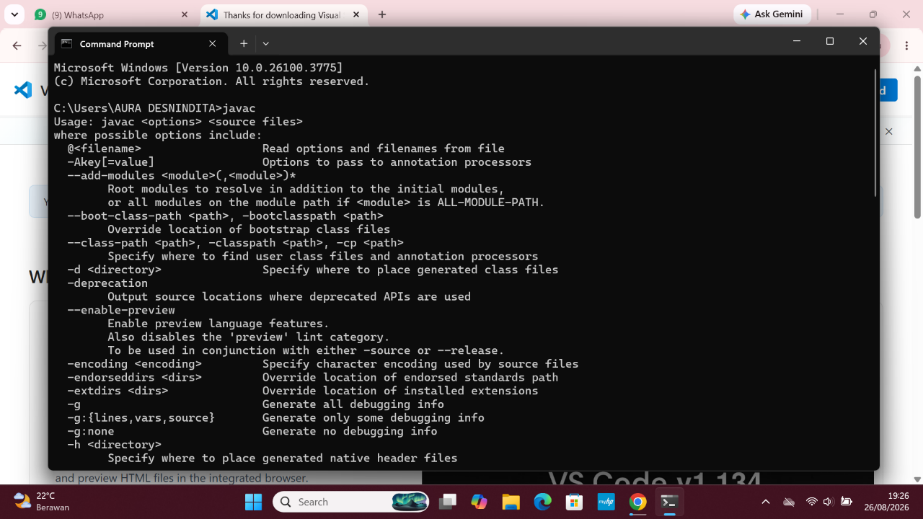 (9) WhatsApp
Thanks for downloading Visual
Ask Gemini
Command Prompt
Microsoft Windows [Version 10.0.26100.3775]
(c) Microsoft Corporation. All rights reserved.
C:\Users\AURA DESNINDITA>javac
Usage: javac <options> <source files>
where possible options include:
@<filename> Read options and filenames from file
-Akey[=value] Options to pass to annotation processors
--add-modules <module>(,<module>)*
Root modules to resolve in addition to the initial modules,
or all modules on the module path if <module> is ALL-MODULE-PATH.
--boot-class-path <path>, -bootclasspath <path>
Override location of bootstrap class files
--class-path <path>, -classpath <path>, -cp <path>
Specify where to find user class files and annotation processors
-d <directory> Specify where to place generated class files
-deprecation
Output source locations where deprecated APIs are used
--enable-preview
Enable preview language features.
Also disables the 'preview' lint category.
To be used in conjunction with either -source or --release.
-encoding <encoding> Specify character encoding used by source files
-endorseddirs <dirs> Override location of endorsed standards path
-extdirs <dirs> Override location of installed extensions
-g Generate all debugging info
-g:{lines,vars,source} Generate only some debugging info
-g:none Generate no debugging info
-h <directory>
Specify where to place generated native header files
and preview HTML files in the integrated browser.
VS Code v1.134
22°C
Berawan
Search
19:26
26/08/2026